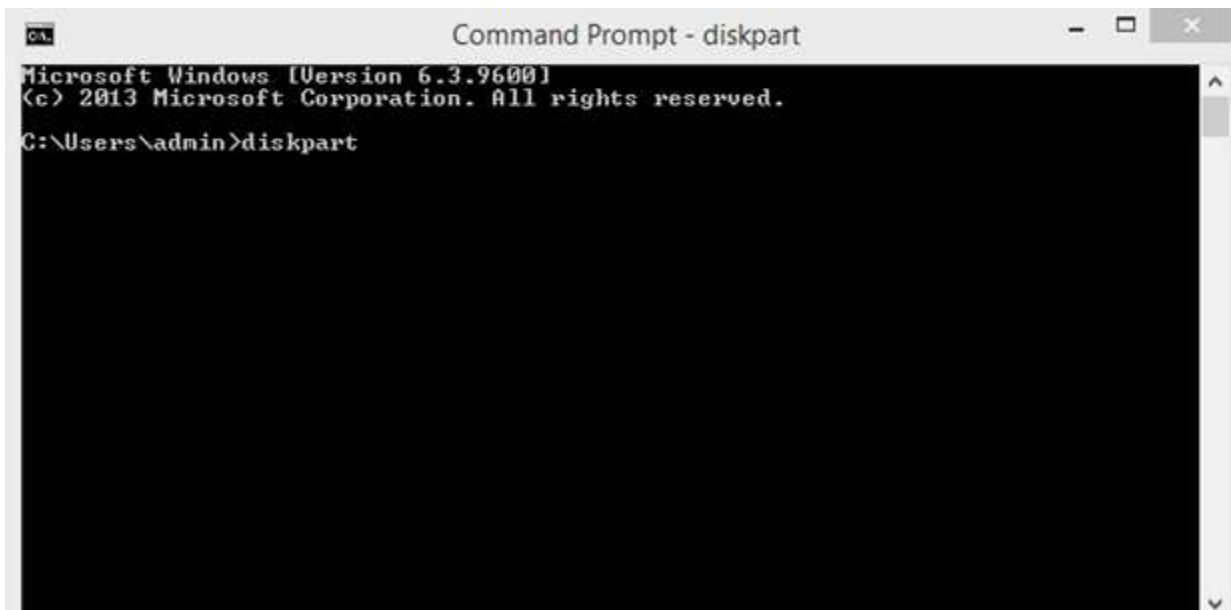 Command Prompt - diskpart
Microsoft Windows [Version 6.3.9600]
(c) 2013 Microsoft Corporation. All rights reserved.
C:\Users\admin>diskpart